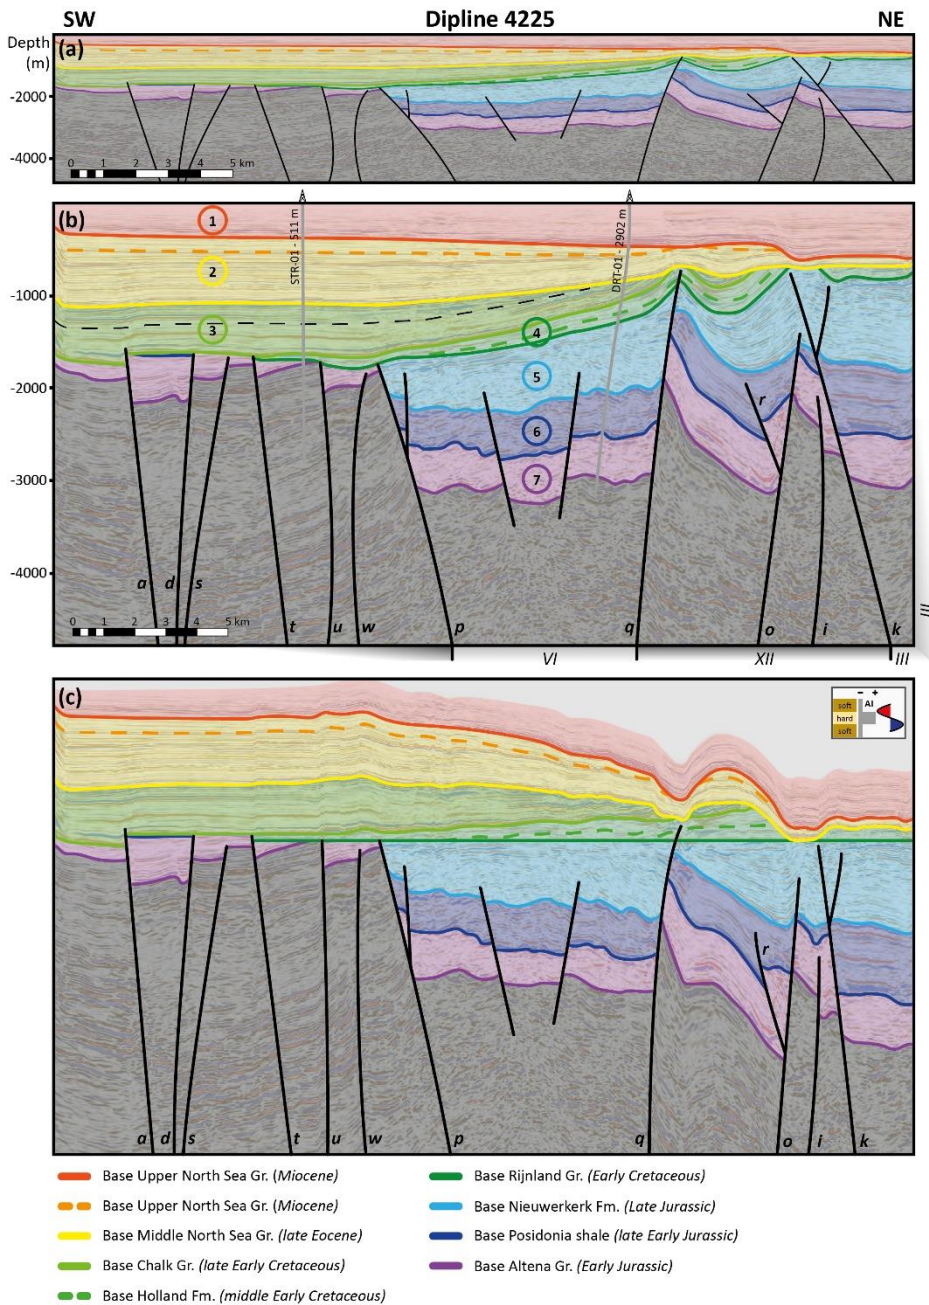 SW Dipline 4225 NE
Depth
(m)
(a)
-2000
-4000
0 1 2 3 4 5 km
(b)
1
2
3
4
5
6
7
STR-01 - 511 m
DRT-01 - 2902 m
-1000
-2000
-3000
-4000
r
a d s t u w p q o i k
0 1 2 3 4 5 km
VI XII III
(c)
− +
AI
soft
hard
soft
r
a d s t u w p q o i k
Base Upper North Sea Gr. (Miocene)
Base Upper North Sea Gr. (Miocene)
Base Middle North Sea Gr. (late Eocene)
Base Chalk Gr. (late Early Cretaceous)
Base Holland Fm. (middle Early Cretaceous)
Base Rijnland Gr. (Early Cretaceous)
Base Nieuwerkerk Fm. (Late Jurassic)
Base Posidonia shale (late Early Jurassic)
Base Altena Gr. (Early Jurassic)